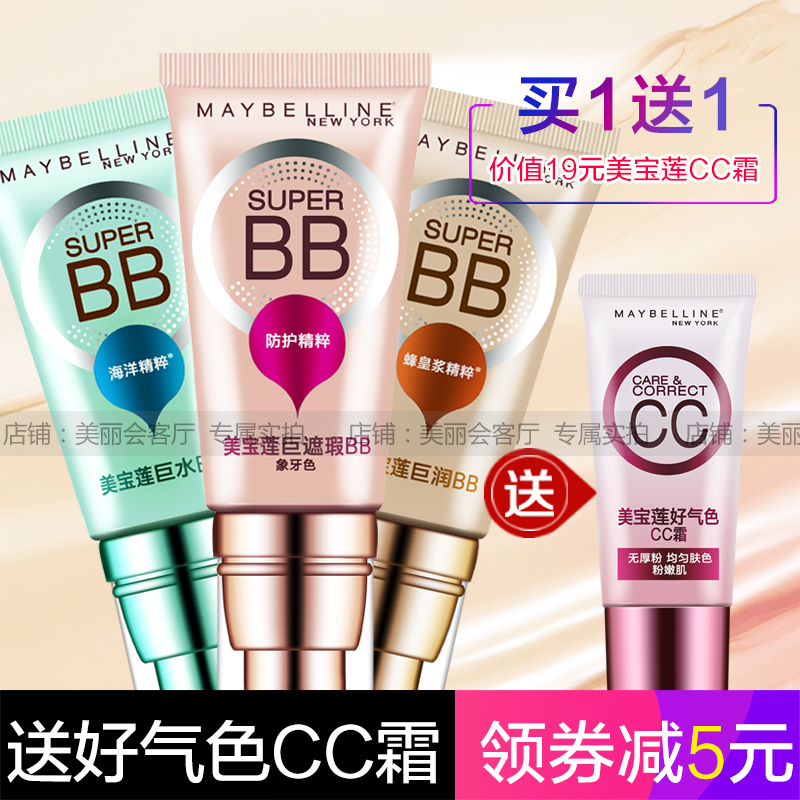 买1送1
价值19元美宝莲CC霜
MAYBELLINE
NEW YORK
SUPER
BB
海洋精粹*
美宝莲巨水B
MAYBELLINE
NEW YORK
SUPER
BB
防护精粹
美宝莲巨遮瑕BB
象牙色
SUPER
BB
蜂皇浆精粹*
莲巨润BB
送
MAYBELLINE
NEW YORK
CARE &
CORRECT
CC
美宝莲好气色
CC霜
无厚粉 均匀肤色
粉嫩肌
店铺：美丽会客厅 专属实拍 店铺：美丽会客厅 专属实拍 店铺：美丽
送好气色CC霜
领券减5元